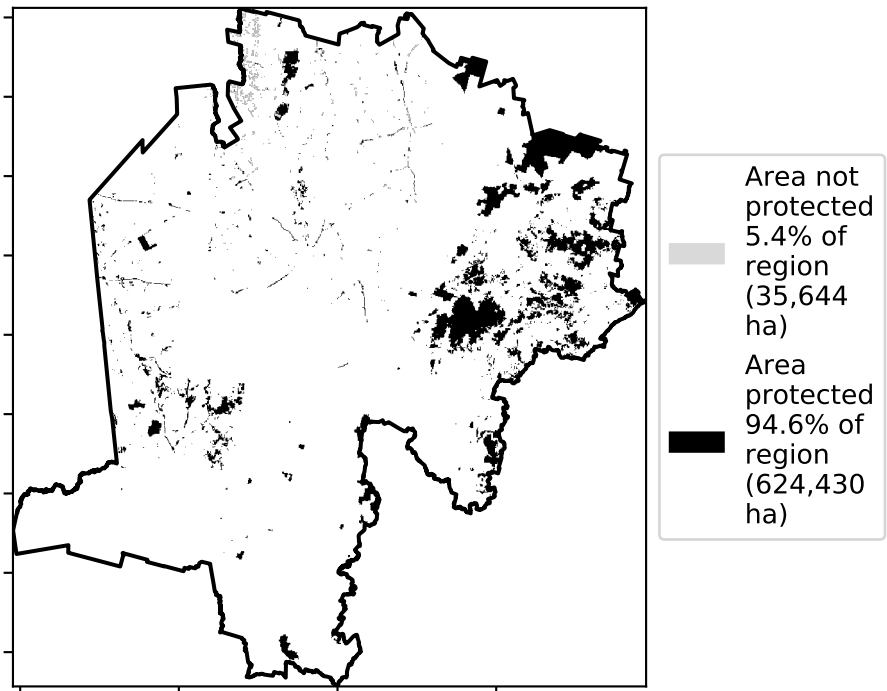 Area not
protected
5.4% of
region
(35,644
ha)
Area
protected
94.6% of
region
(624,430
ha)